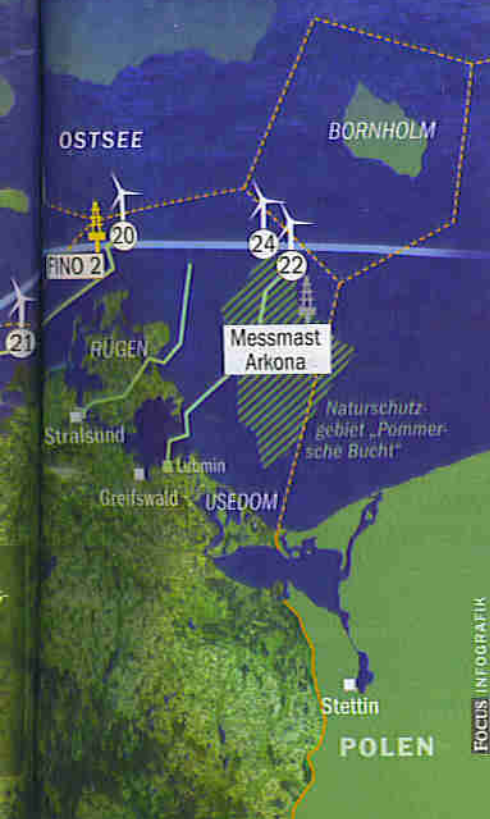 OSTSEE
BORNHOLM
20
24
22
FINO 2
21
RÜGEN
Messmast
Arkona
Naturschutz-
gebiet „Pommer-
sche Bucht“
Stralsund
Lubmin
Greifswald
USEDOM
Stettin
POLEN
FOCUS INFOGRAFIK